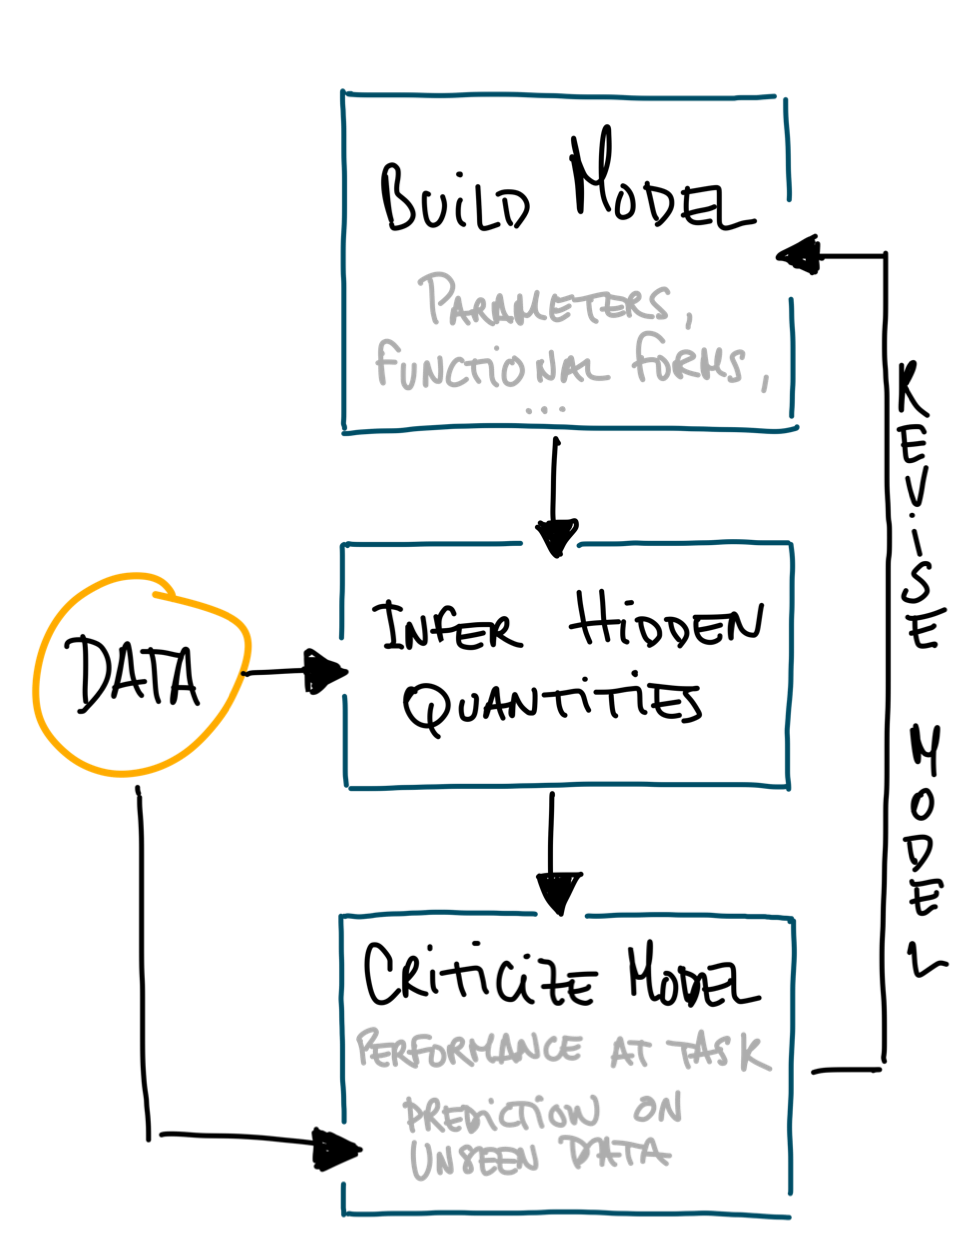 BUILD MODEL
PARAMETERS,
FUNCTIONAL FORMS,
...
INFER HIDDEN
QUANTITIES
DATA
CRITICIZE MODEL
PERFORMANCE AT TASK
PREDICTION ON
UNSEEN DATA
REVISE MODEL